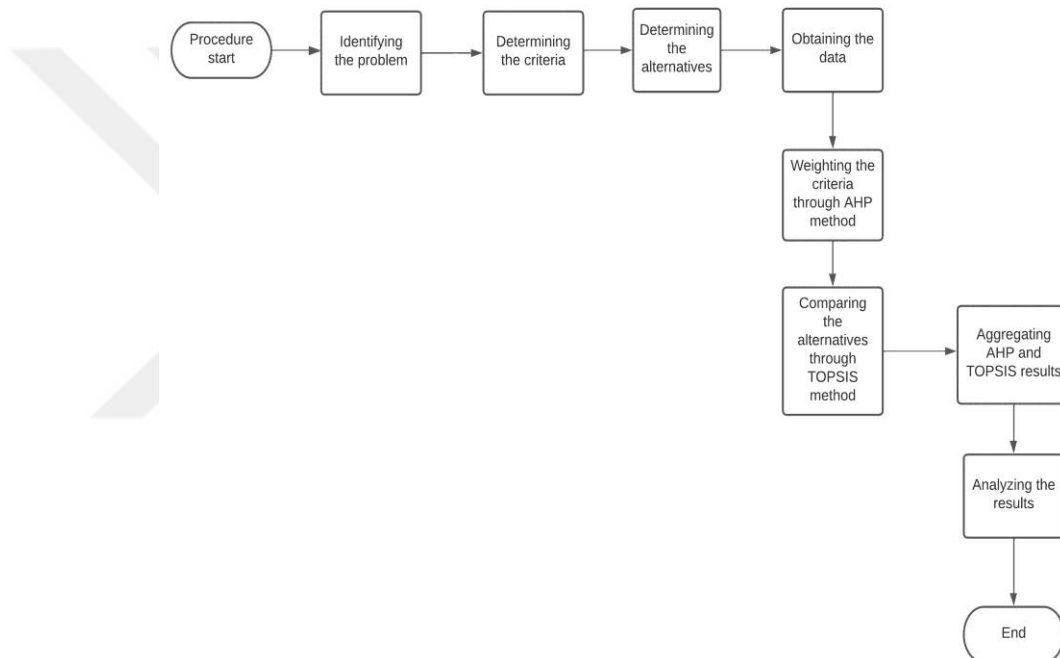 Procedure
start
Identifying
the problem
Determining
the criteria
Determining
the
alternatives
Obtaining the
data
Weighting the
criteria
through AHP
method
Comparing
the
alternatives
through
TOPSIS
method
Aggregating
AHP and
TOPSIS results
Analyzing the
results
End